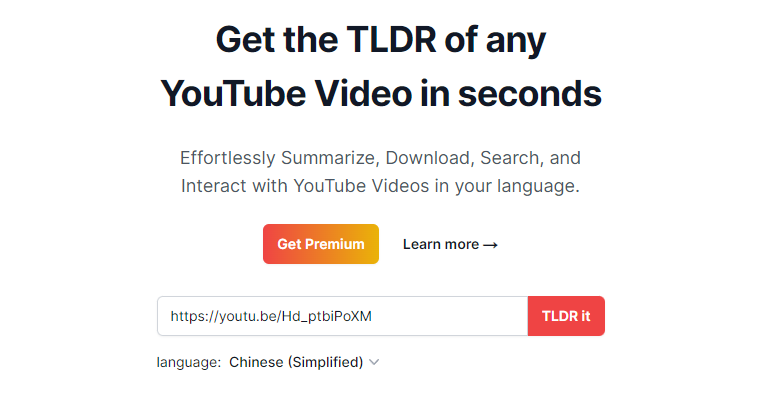 Get the TLDR of any
YouTube Video in seconds
Effortlessly Summarize, Download, Search, and
Interact with YouTube Videos in your language.
Get Premium
Learn more →
https://youtu.be/Hd_ptbiPoXM
TLDR it
language: Chinese (Simplified)